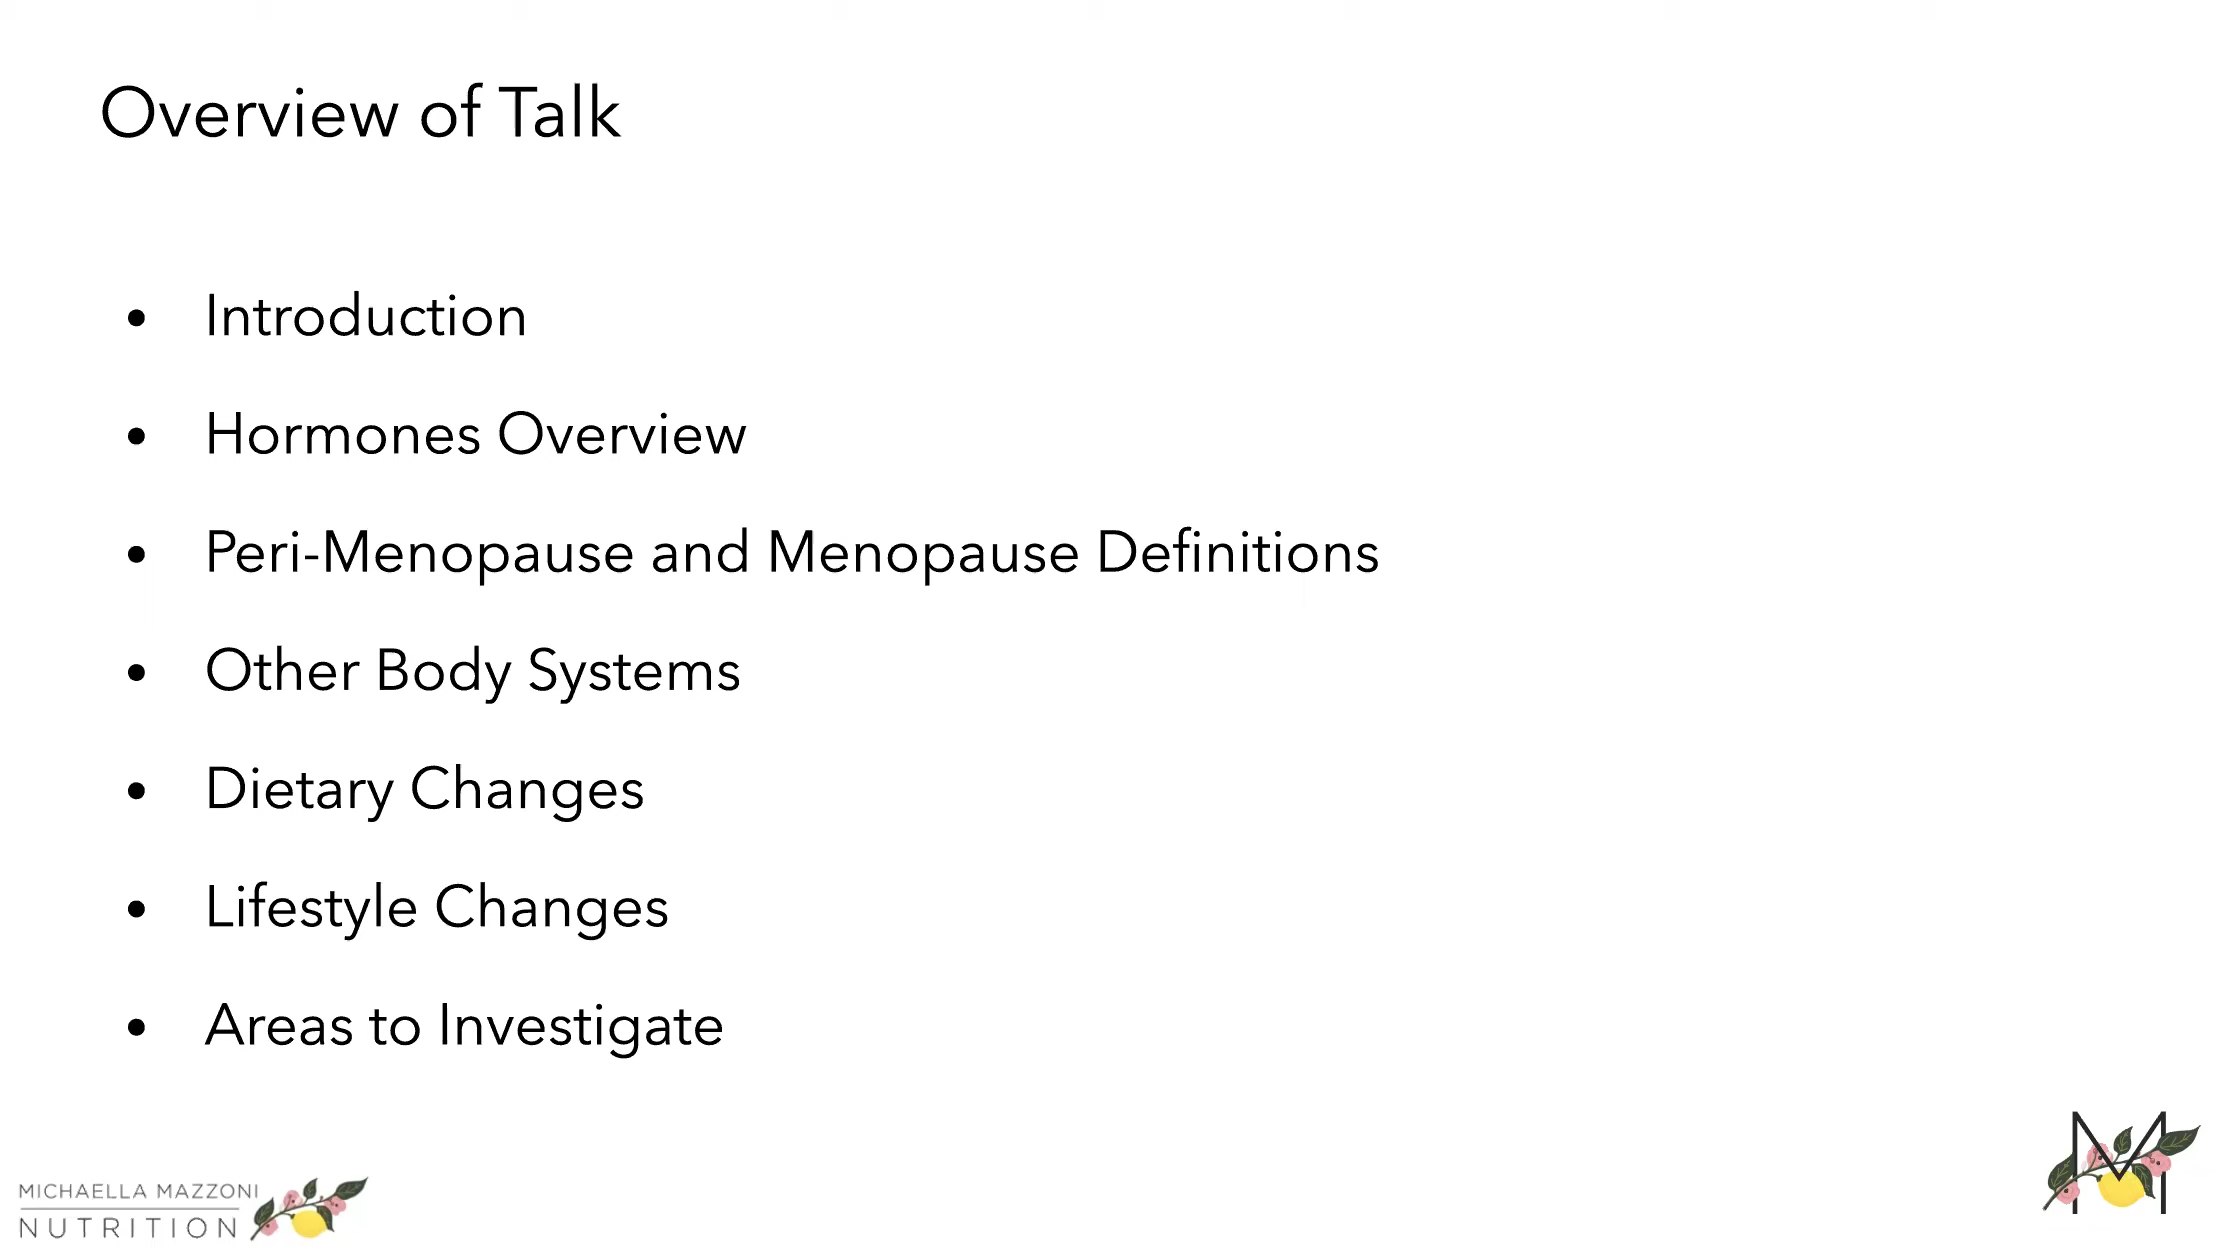 Overview of Talk
• Introduction
• Hormones Overview
• Peri-Menopause and Menopause Definitions
• Other Body Systems
• Dietary Changes
• Lifestyle Changes
• Areas to Investigate
MICHAELLA MAZZONI
NUTRITION
M